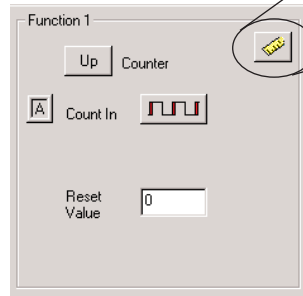 Function 1
Up Counter
A Count In
Reset
Value 0